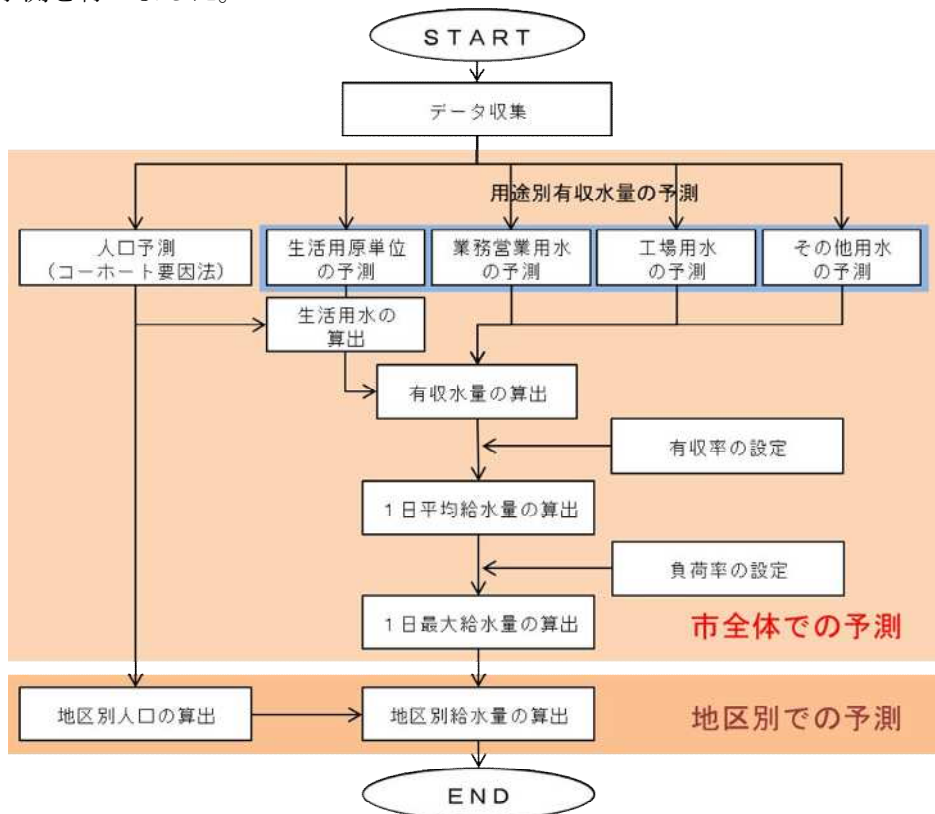 ＳＴＡＲＴ
データ収集
用途別有収水量の予測
人口予測
（コーホート要因法）
生活用原単位
の予測
業務営業用水
の予測
工場用水
の予測
その他用水
の予測
生活用水の
算出
有収水量の算出
有収率の設定
１日平均給水量の算出
負荷率の設定
１日最大給水量の算出
市全体での予測
地区別人口の算出
地区別給水量の算出
地区別での予測
ＥＮＤ